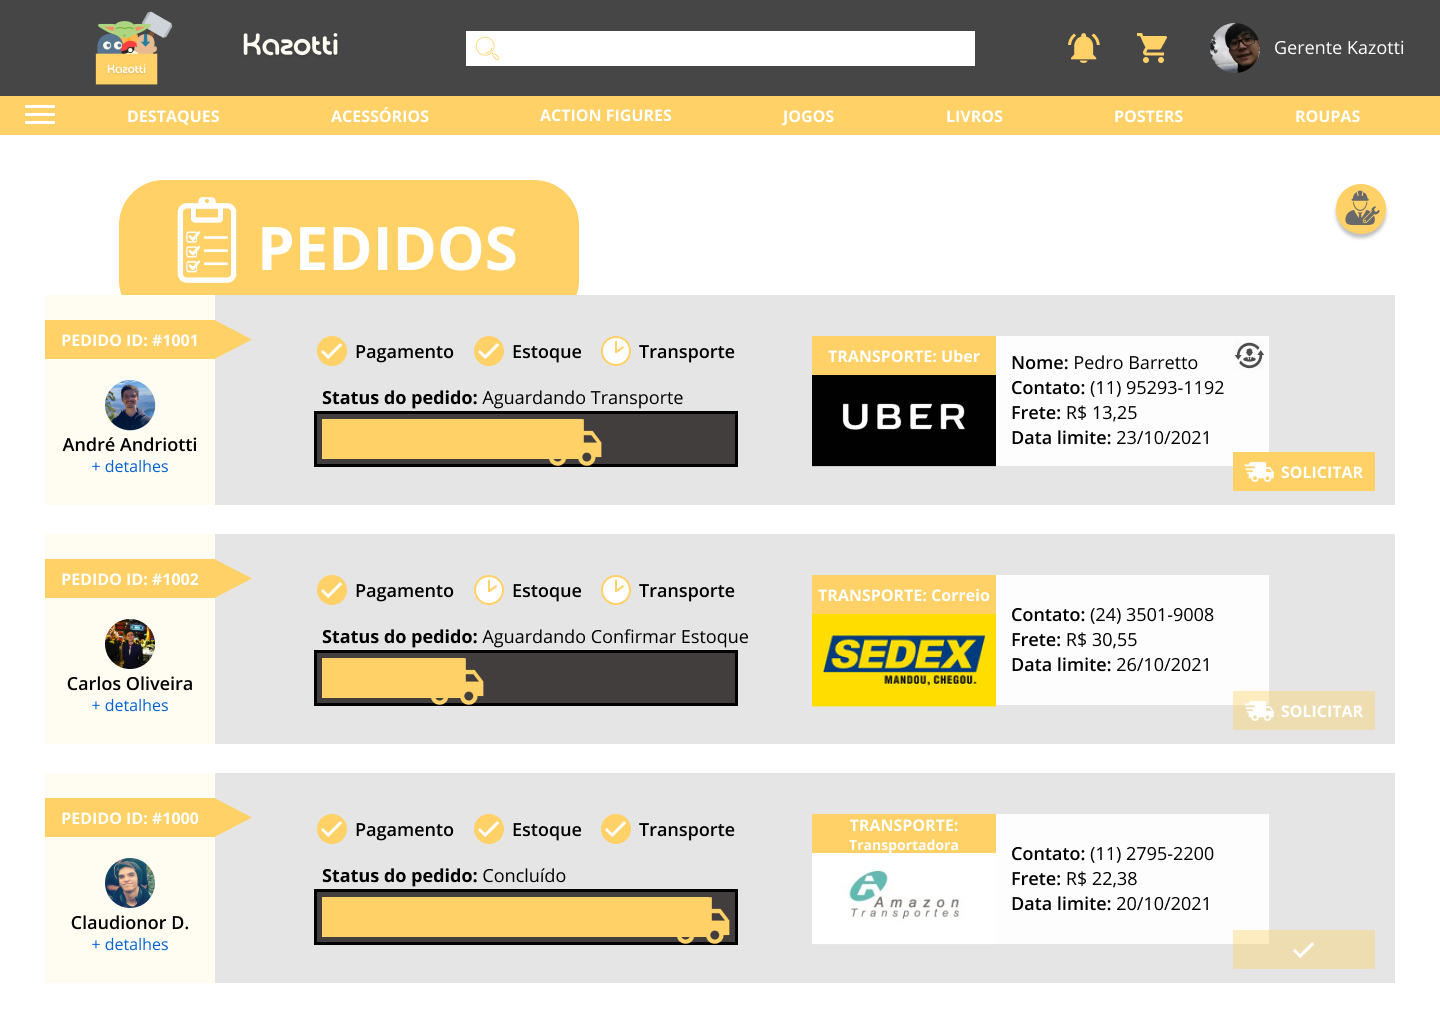 Kazotti
Kazotti
Gerente Kazotti
DESTAQUES
ACESSÓRIOS
ACTION FIGURES
JOGOS
LIVROS
POSTERS
ROUPAS
PEDIDOS
PEDIDO ID: #1001
André Andriotti
+ detalhes
Pagamento
Estoque
Transporte
Status do pedido: Aguardando Transporte
TRANSPORTE: Uber
UBER
Nome: Pedro Barretto
Contato: (11) 95293-1192
Frete: R$ 13,25
Data limite: 23/10/2021
SOLICITAR
PEDIDO ID: #1002
Carlos Oliveira
+ detalhes
Pagamento
Estoque
Transporte
Status do pedido: Aguardando Confirmar Estoque
TRANSPORTE: Correio
SEDEX
MANDOU, CHEGOU.
Contato: (24) 3501-9008
Frete: R$ 30,55
Data limite: 26/10/2021
SOLICITAR
PEDIDO ID: #1000
Claudionor D.
+ detalhes
Pagamento
Estoque
Transporte
Status do pedido: Concluído
TRANSPORTE:
Transportadora
Amazon
Transportes
Contato: (11) 2795-2200
Frete: R$ 22,38
Data limite: 20/10/2021